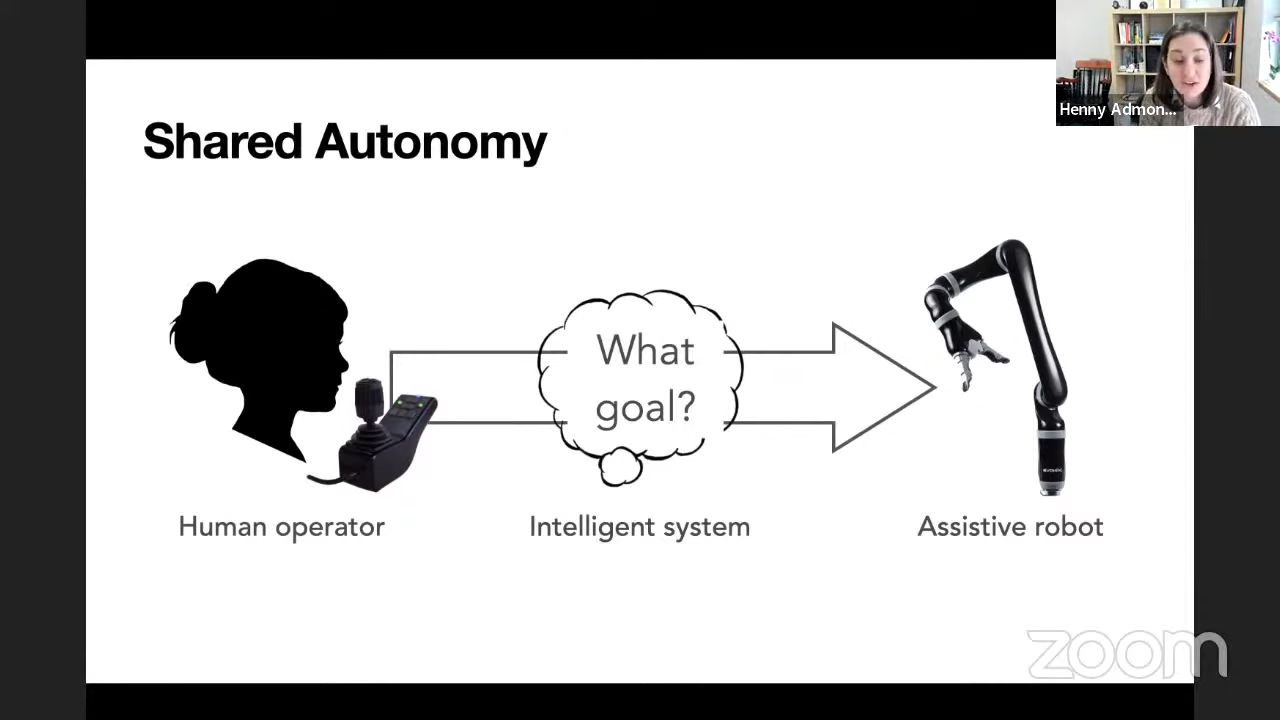 Shared Autonomy
Henny Admon...
What
goal?
Human operator
Intelligent system
Assistive robot
zoom